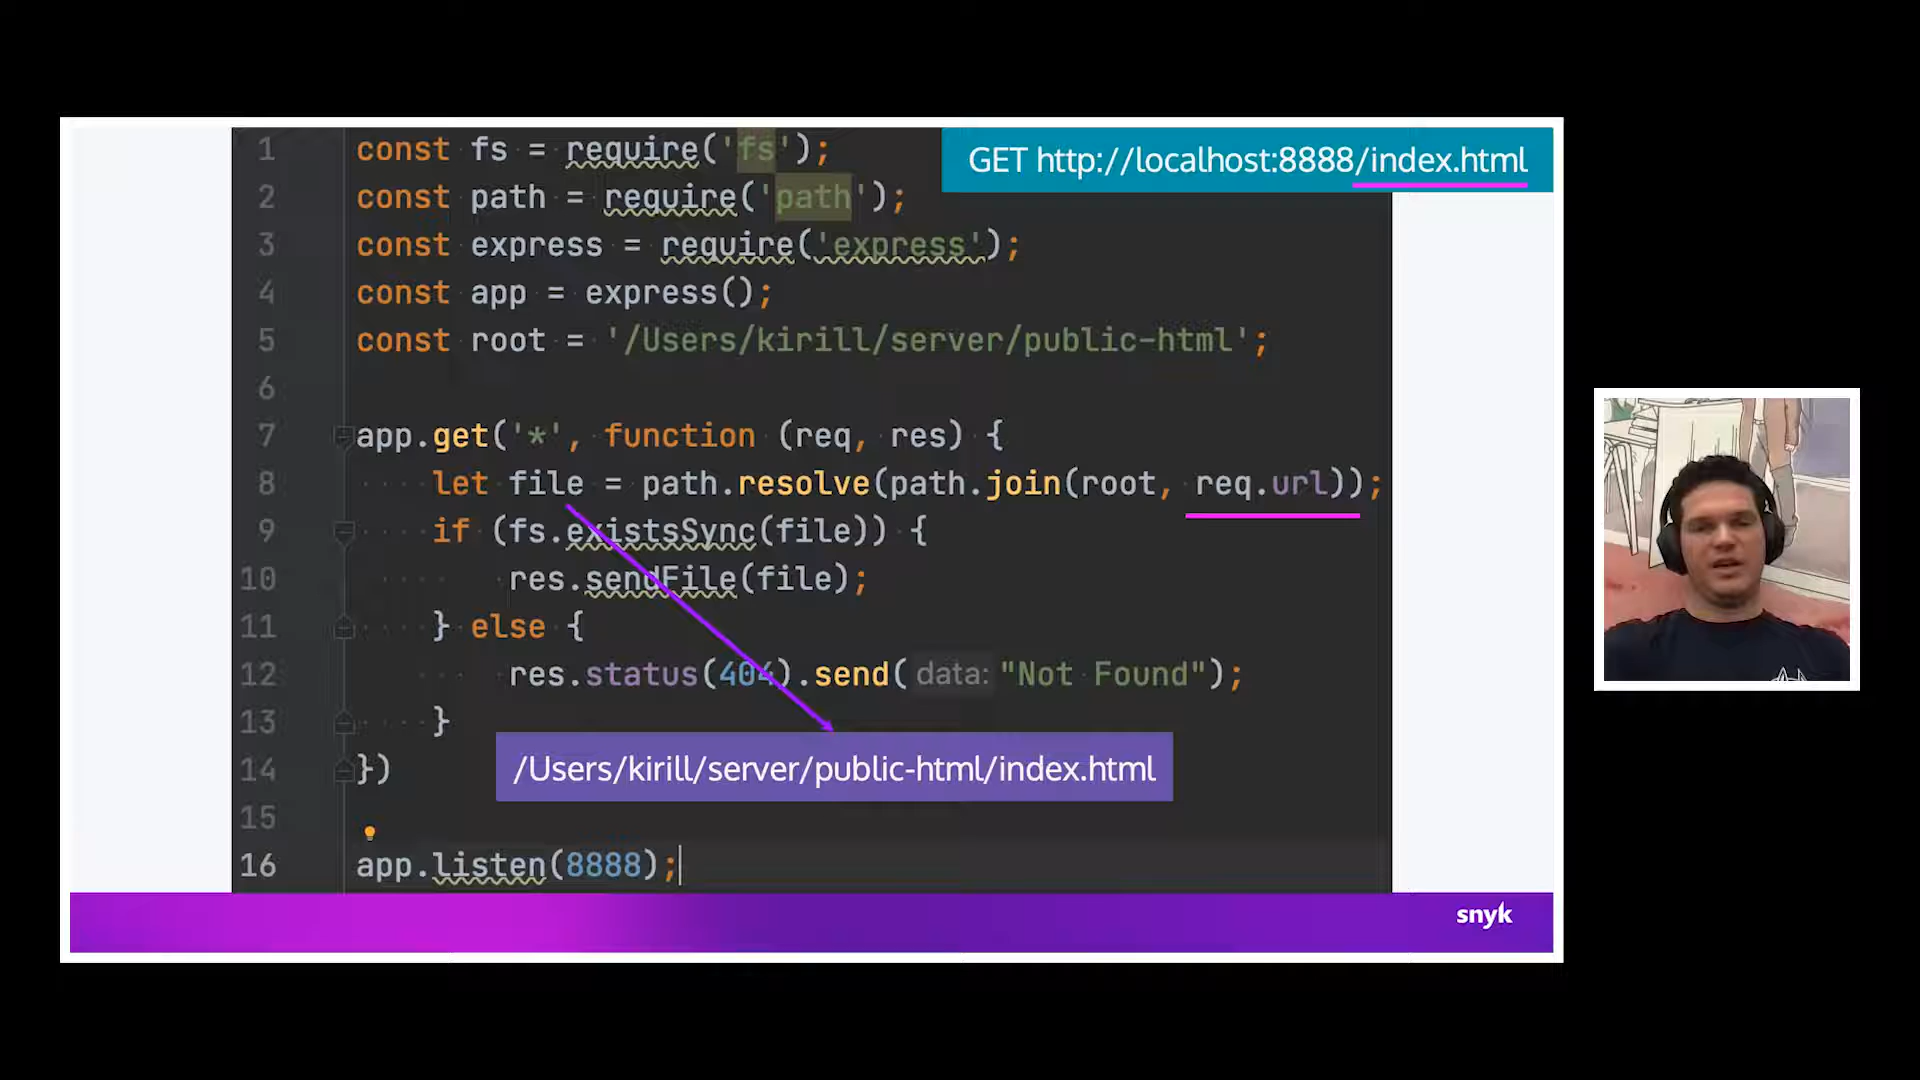 1 const fs = require('fs');
GET http://localhost:8888/index.html
2 const path = require('path');
3 const express = require('express');
4 const app = express();
5 const root = '/Users/kirill/server/public-html';
6
7 app.get('*', function (req, res) {
8 let file = path.resolve(path.join(root, req.url));
9 if (fs.existsSync(file)) {
10 res.sendFile(file);
11 } else {
12 res.status(404).send( data: "Not Found");
13 }
14 })
/Users/kirill/server/public-html/index.html
15
16 app.listen(8888);
snyk